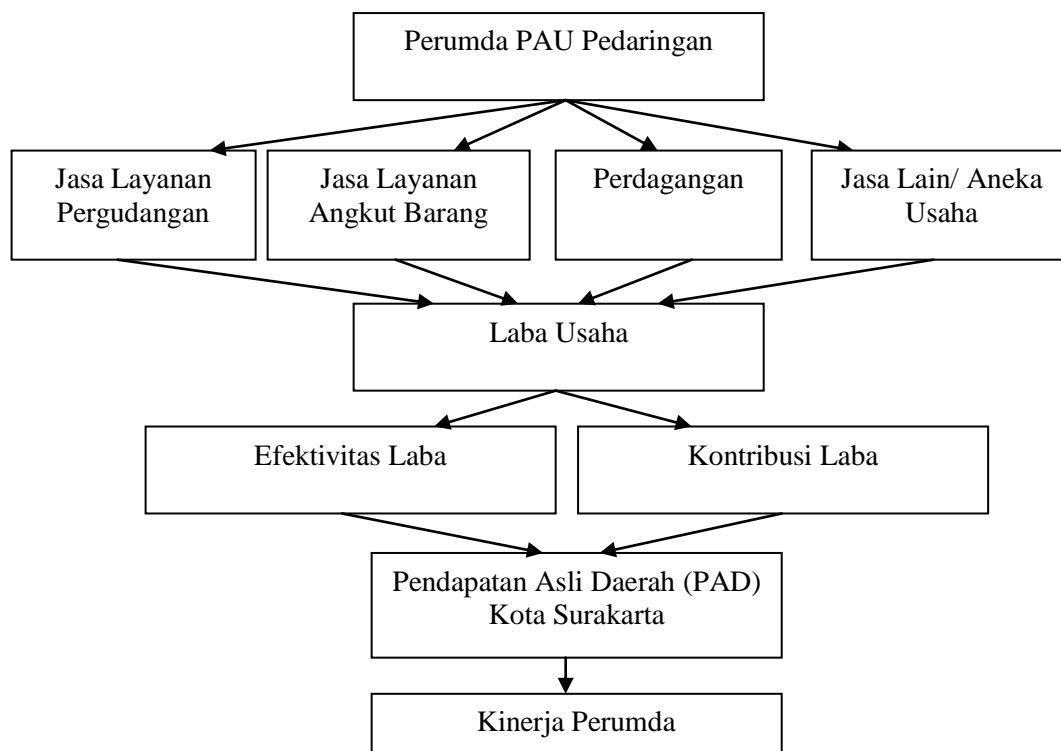 Perumda PAU Pedaringan
Jasa Layanan
Pergudangan
Jasa Layanan
Angkut Barang
Perdagangan
Jasa Lain/ Aneka
Usaha
Laba Usaha
Efektivitas Laba
Kontribusi Laba
Pendapatan Asli Daerah (PAD)
Kota Surakarta
Kinerja Perumda